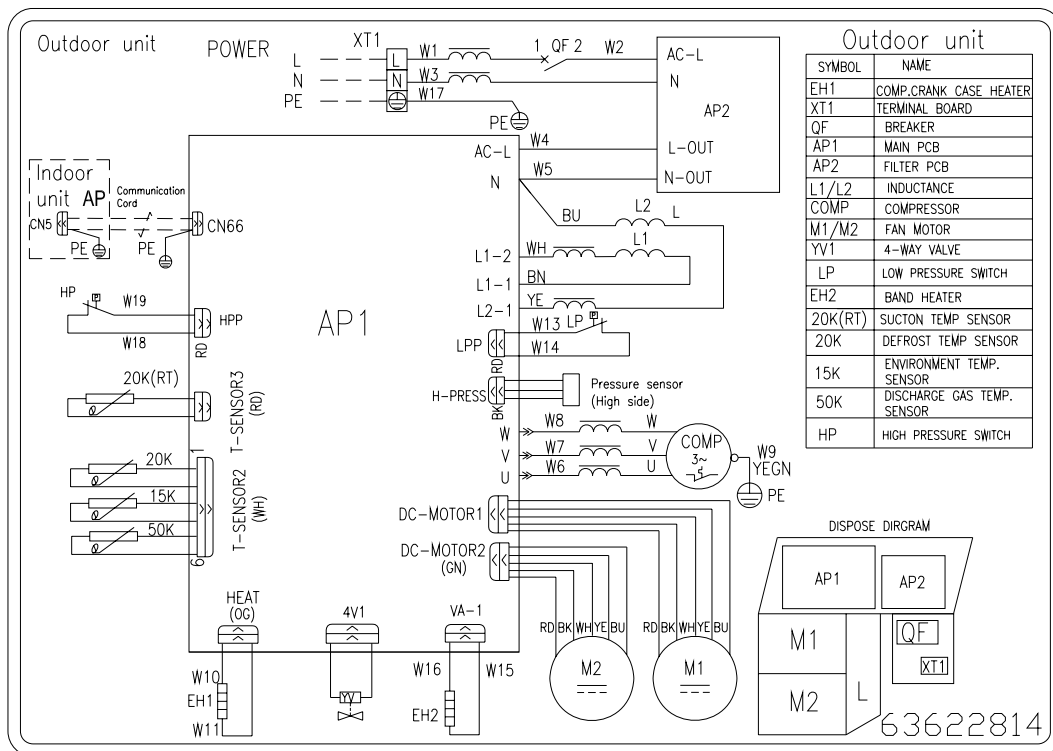 Outdoor unit
POWER
XT1
L
N
PE
L
N
W1
W3
W17
1 QF 2
W2
PE
AC-L
N
AP2
L-OUT
N-OUT
AC-L
N
W4
W5
BU
L2
L
WH
L1
BN
YE
L1-2
L1-1
L2-1
AP1
Indoor
unit AP
Communication
Cord
CN5
CN66
PE
PE
HP
P
W19
W18
HPP
RD
20K(RT)
T-SENSOR3
(RD)
20K
15K
50K
1
6
T-SENSOR2
(WH)
W13
LP
P
W14
LPP
RD
H-PRESS
BK
Pressure sensor
(High side)
W
V
U
W8
W7
W6
W
V
U
COMP
3~
W9
YEGN
PE
DC-MOTOR1
DC-MOTOR2
(GN)
RD BK WH YE BU
M2
RD BK WH YE BU
M1
HEAT
(OG)
W10
EH1
W11
4V1
YV
VA-1
W16
W15
EH2
Outdoor unit
SYMBOL NAME
EH1 COMP.CRANK CASE HEATER
XT1 TERMINAL BOARD
QF BREAKER
AP1 MAIN PCB
AP2 FILTER PCB
L1/L2 INDUCTANCE
COMP COMPRESSOR
M1/M2 FAN MOTOR
YV1 4-WAY VALVE
LP LOW PRESSURE SWITCH
EH2 BAND HEATER
20K(RT) SUCTON TEMP SENSOR
20K DEFROST TEMP SENSOR
15K ENVIRONMENT TEMP.
SENSOR
50K DISCHARGE GAS TEMP.
SENSOR
HP HIGH PRESSURE SWITCH
DISPOSE DIRGRAM
AP1
AP2
M1
M2
L
QF
XT1
63622814